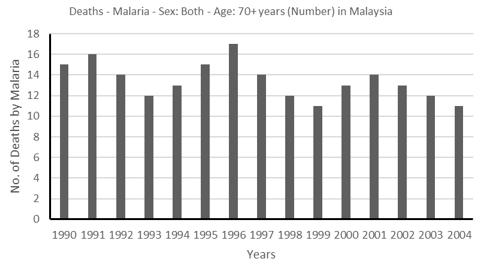 Deaths - Malaria - Sex: Both - Age: 70+ years (Number) in Malaysia
18
16
14
12
10
8
6
4
2
0
No. of Deaths by Malaria
1990 1991 1992 1993 1994 1995 1996 1997 1998 1999 2000 2001 2002 2003 2004
Years